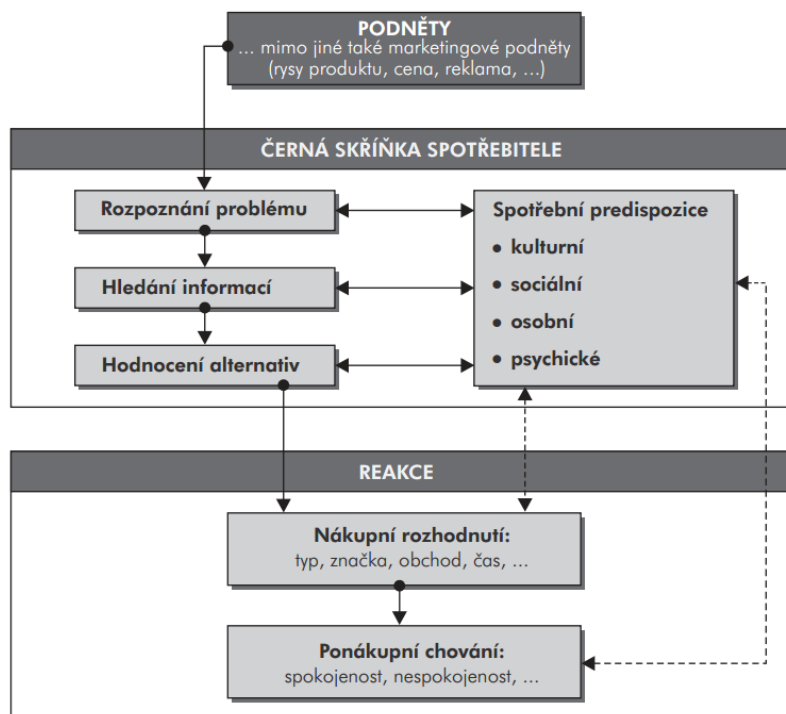 PODNĚTY
... mimo jiné také marketingové podněty
(rysy produktu, cena, reklama, ...)
ČERNÁ SKŘÍŇKA SPOTŘEBITELE
Rozpoznání problému
Hledání informací
Hodnocení alternativ
Spotřební predispozice
• kulturní
• sociální
• osobní
• psychické
REAKCE
Nákupní rozhodnutí:
typ, značka, obchod, čas, ...
Ponákupní chování:
spokojenost, nespokojenost, ...